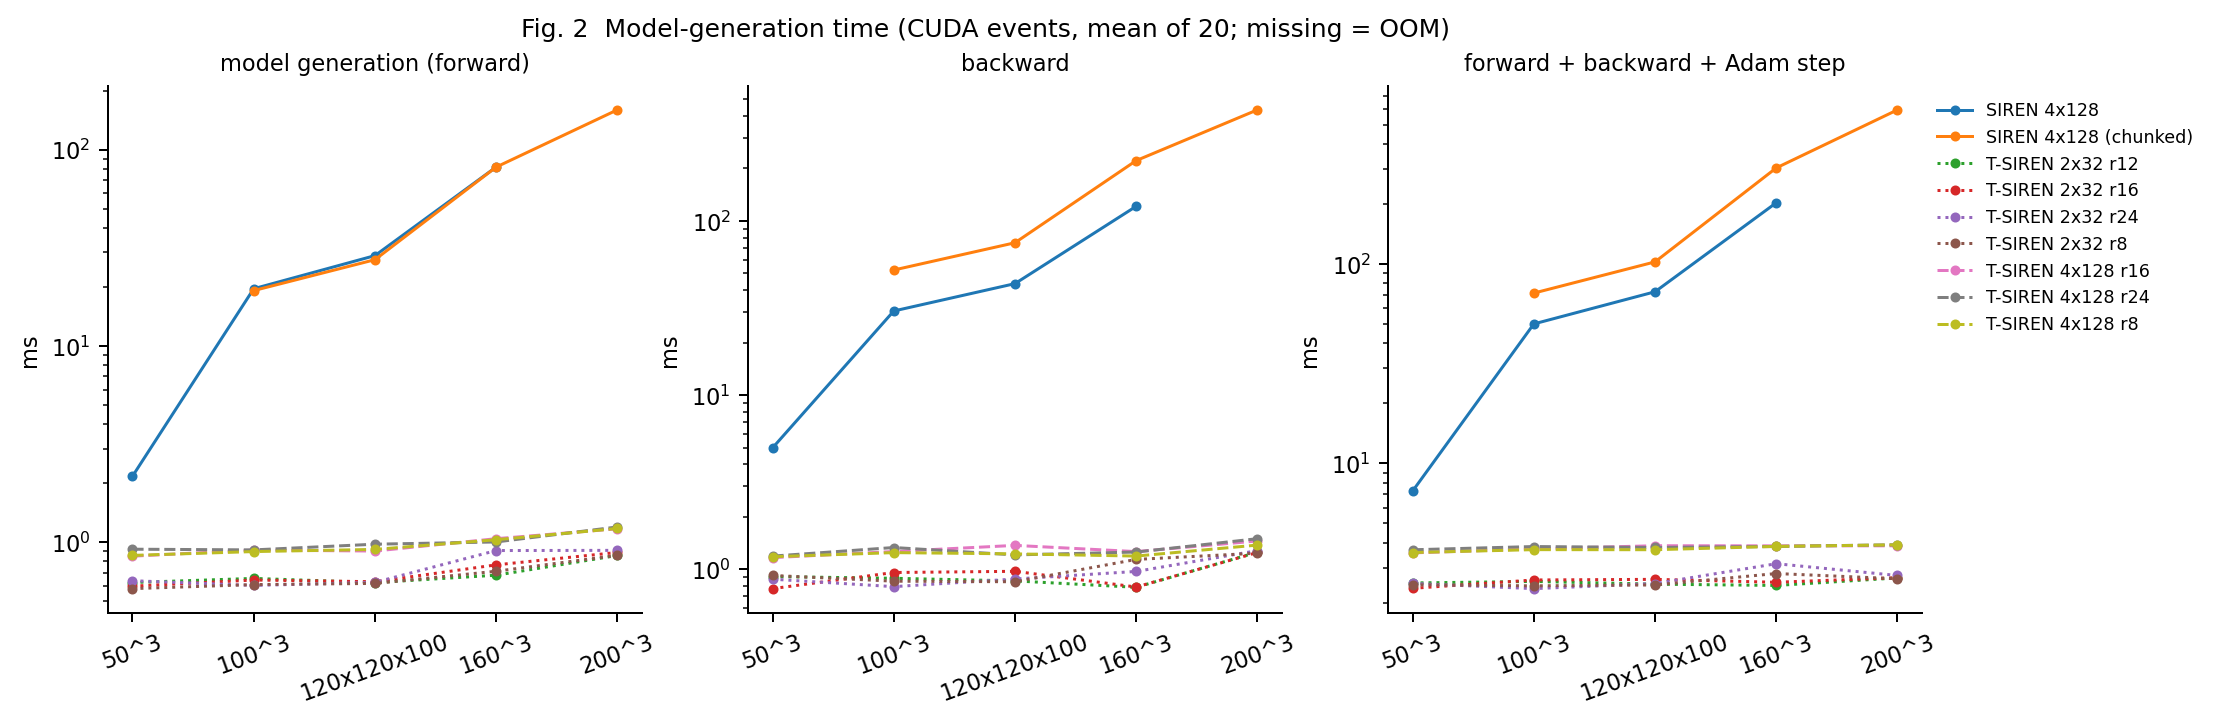 Fig. 2  Model-generation time (CUDA events, mean of 20; missing = OOM)
model generation (forward)
ms
10^2
10^1
10^0
50^3
100^3
120x120x100
160^3
200^3
backward
ms
10^2
10^1
10^0
50^3
100^3
120x120x100
160^3
200^3
forward + backward + Adam step
ms
10^2
10^1
50^3
100^3
120x120x100
160^3
200^3
SIREN 4x128
SIREN 4x128 (chunked)
T-SIREN 2x32 r12
T-SIREN 2x32 r16
T-SIREN 2x32 r24
T-SIREN 2x32 r8
T-SIREN 4x128 r16
T-SIREN 4x128 r24
T-SIREN 4x128 r8